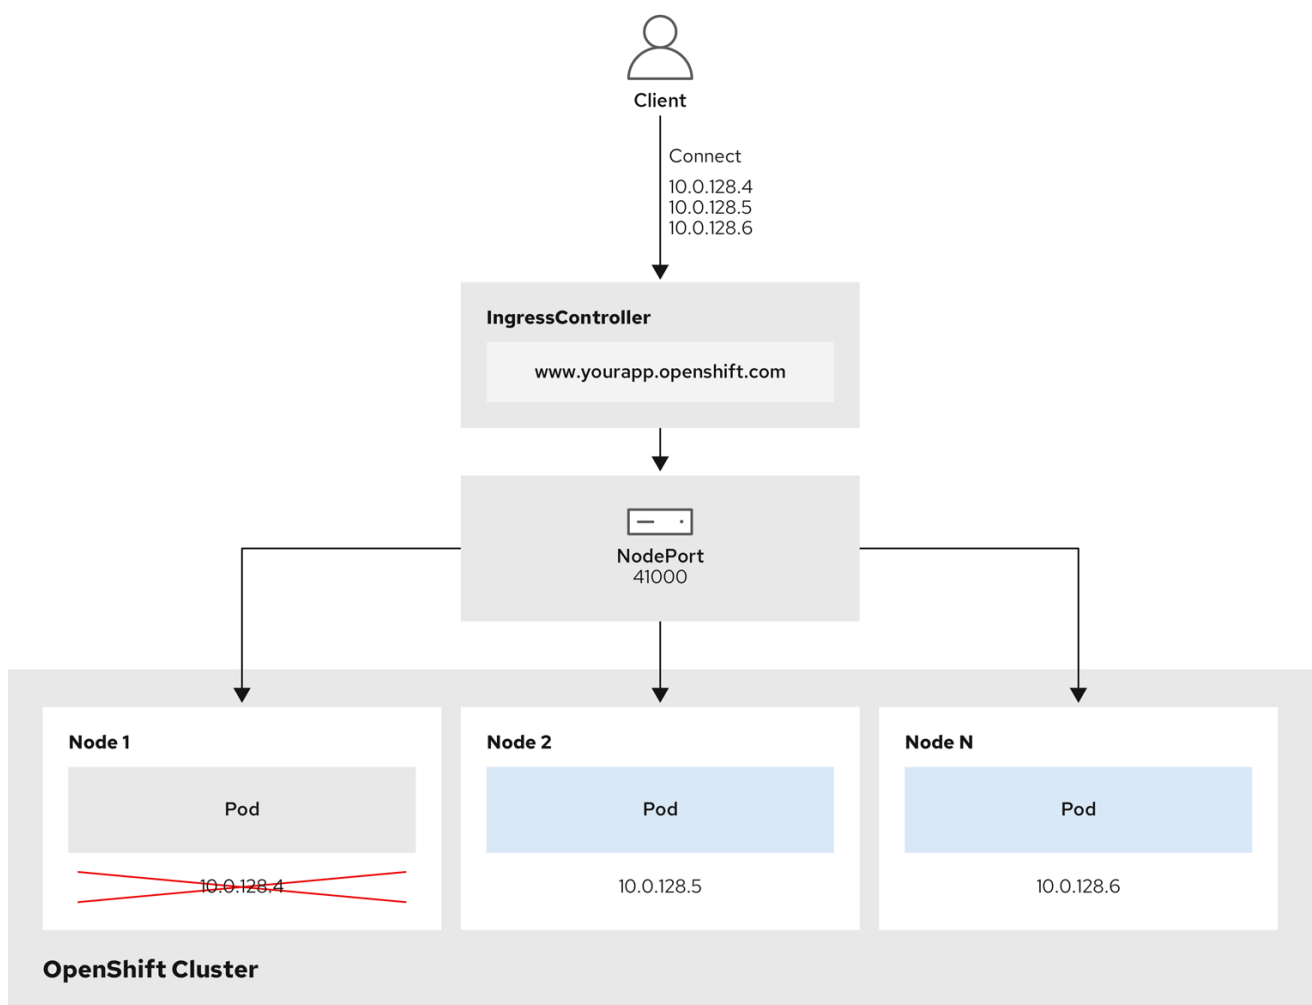 Client
Connect
10.0.128.4
10.0.128.5
10.0.128.6
IngressController
www.yourapp.openshift.com
NodePort
41000
Node 1
Pod
10.0.128.4
Node 2
Pod
10.0.128.5
Node N
Pod
10.0.128.6
OpenShift Cluster